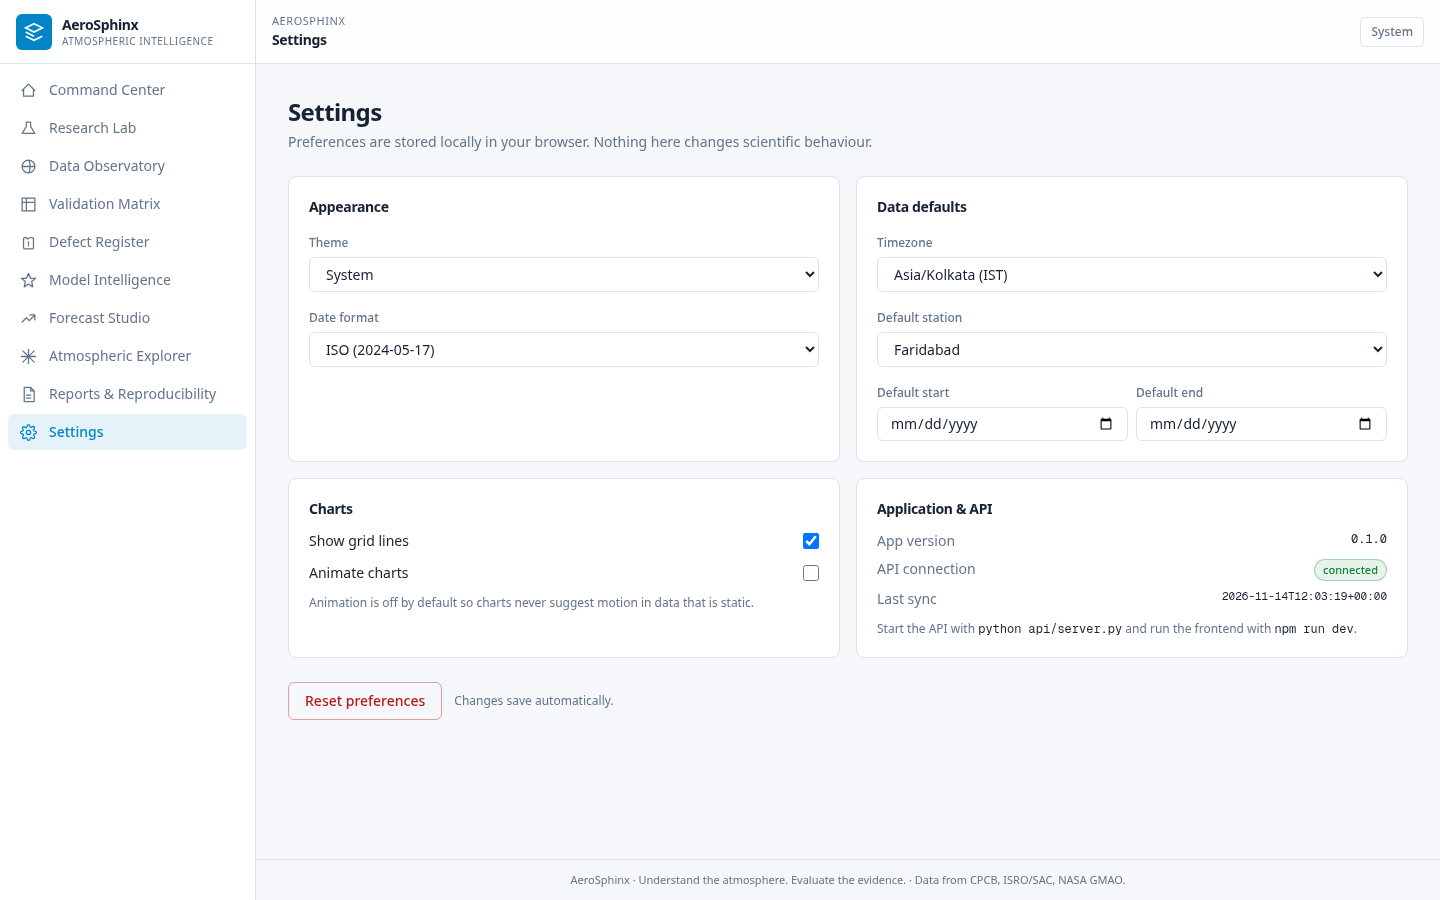 AeroSphinx
ATMOSPHERIC INTELLIGENCE
Command Center
Research Lab
Data Observatory
Validation Matrix
Defect Register
Model Intelligence
Forecast Studio
Atmospheric Explorer
Reports & Reproducibility
Settings
AEROSPHINX
Settings
System
Settings
Preferences are stored locally in your browser. Nothing here changes scientific behaviour.
Appearance
Theme
System
Date format
ISO (2024-05-17)
Data defaults
Timezone
Asia/Kolkata (IST)
Default station
Faridabad
Default start
Default end
mm/dd/yyyy
mm/dd/yyyy
Charts
Show grid lines
Animate charts
Animation is off by default so charts never suggest motion in data that is static.
Application & API
App version 0.1.0
API connection connected
Last sync 2026-11-14T12:03:19+00:00
Start the API with python api/server.py and run the frontend with npm run dev.
Reset preferences
Changes save automatically.
AeroSphinx · Understand the atmosphere. Evaluate the evidence. · Data from CPCB, ISRO/SAC, NASA GMAO.